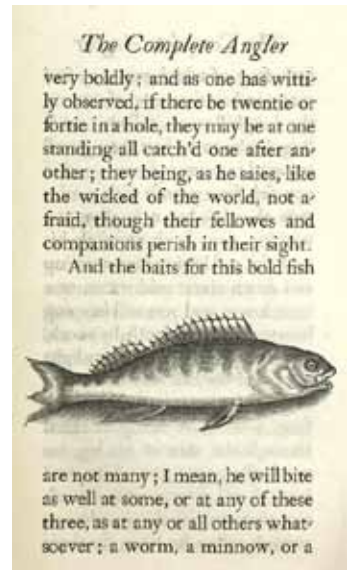 The Complete Angler
very boldly; and as one has witti-
ly observed, if there be twentie or
fortie in a hole, they may be at one
standing all catch'd one after an-
other; they being, as he saies, like
the wicked of the world, not a-
fraid, though their fellowes and
companions perish in their sight.
And the baits for this bold fish
are not many; I mean, he will bite
as well at some, or at any of these
three, as at any or all others what-
soever; a worm, a minnow, or a